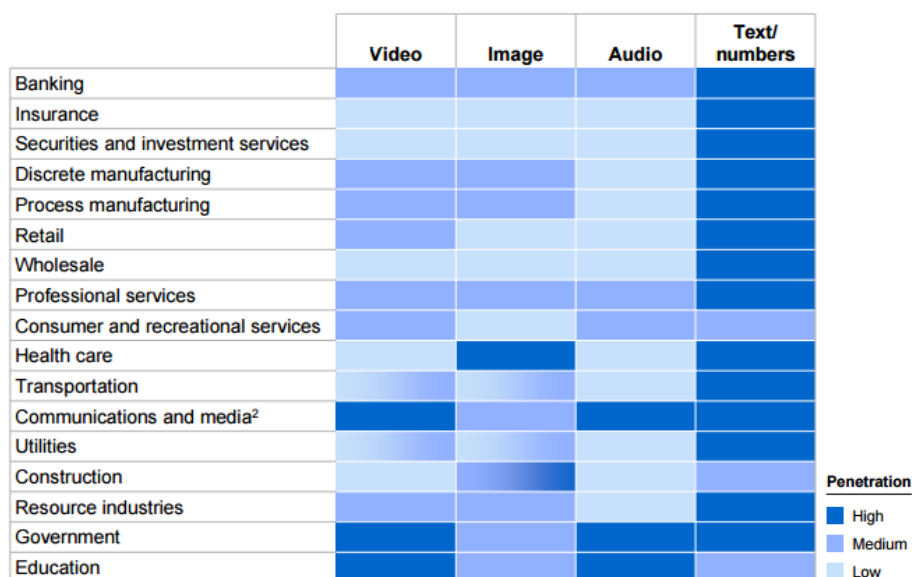 Video Image Audio Text/
numbers
Banking
Insurance
Securities and investment services
Discrete manufacturing
Process manufacturing
Retail
Wholesale
Professional services
Consumer and recreational services
Health care
Transportation
Communications and media²
Utilities
Construction
Resource industries
Government
Education
Penetration
High
Medium
Low